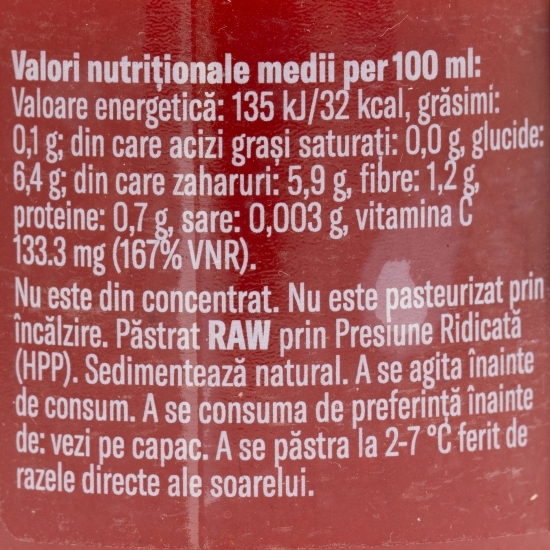 Valori nutriționale medii per 100 ml:
Valoare energetică: 135 kJ/32 kcal, grăsimi:
0,1 g; din care acizi grași saturați: 0,0 g, glucide:
6,4 g; din care zaharuri: 5,9 g, fibre: 1,2 g,
proteine: 0,7 g, sare: 0,003 g, vitamina C
133.3 mg (167% VNR).
Nu este din concentrat. Nu este pasteurizat prin
încălzire. Păstrat RAW prin Presiune Ridicată
(HPP). Sedimentează natural. A se agita înainte
de consum. A se consuma de preferință înainte
de: vezi pe capac. A se păstra la 2-7 °C ferit de
razele directe ale soarelui.